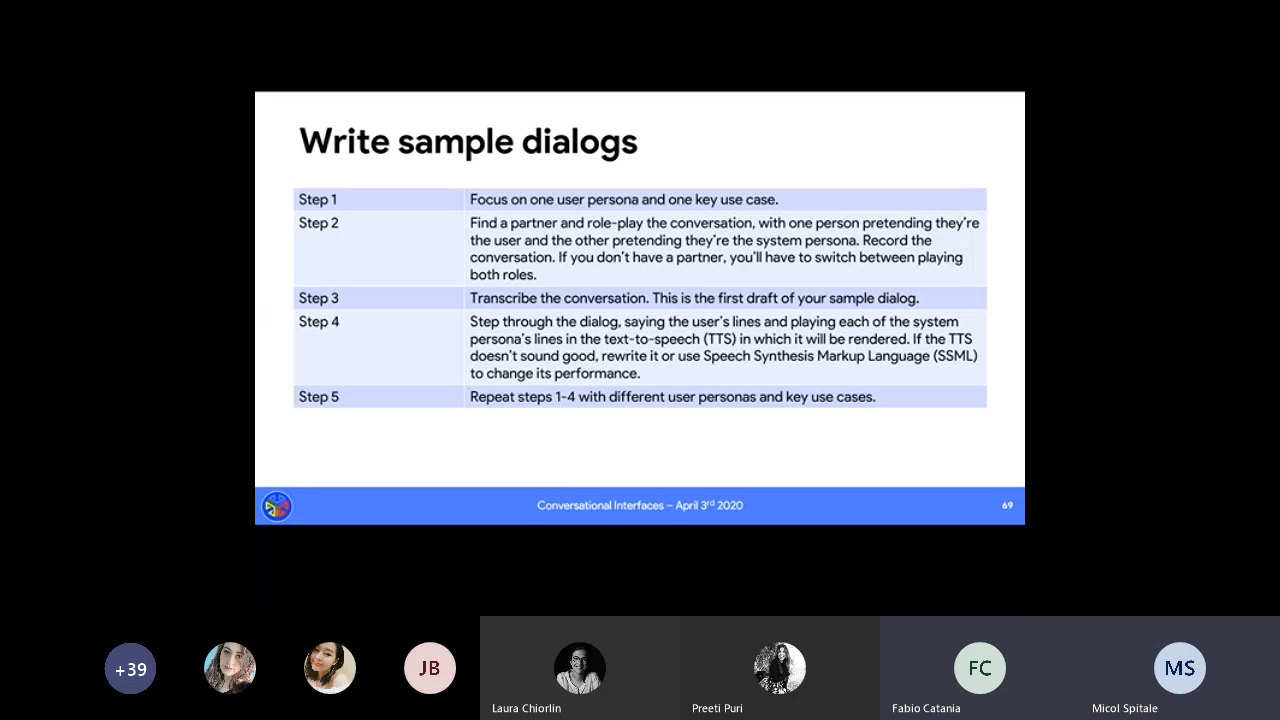 Write sample dialogs
Step 1
Focus on one user persona and one key use case.
Step 2
Find a partner and role-play the conversation, with one person pretending they're
the user and the other pretending they're the system persona. Record the
conversation. If you don't have a partner, you'll have to switch between playing
both roles.
Step 3
Transcribe the conversation. This is the first draft of your sample dialog.
Step 4
Step through the dialog, saying the user's lines and playing each of the system
persona's lines in the text-to-speech (TTS) in which it will be rendered. If the TTS
doesn't sound good, rewrite it or use Speech Synthesis Markup Language (SSML)
to change its performance.
Step 5
Repeat steps 1-4 with different user personas and key use cases.
Conversational Interfaces – April 3rd 2020
69
+39
JB
FC
MS
Laura Chiorlin
Preeti Puri
Fabio Catania
Micol Spitale